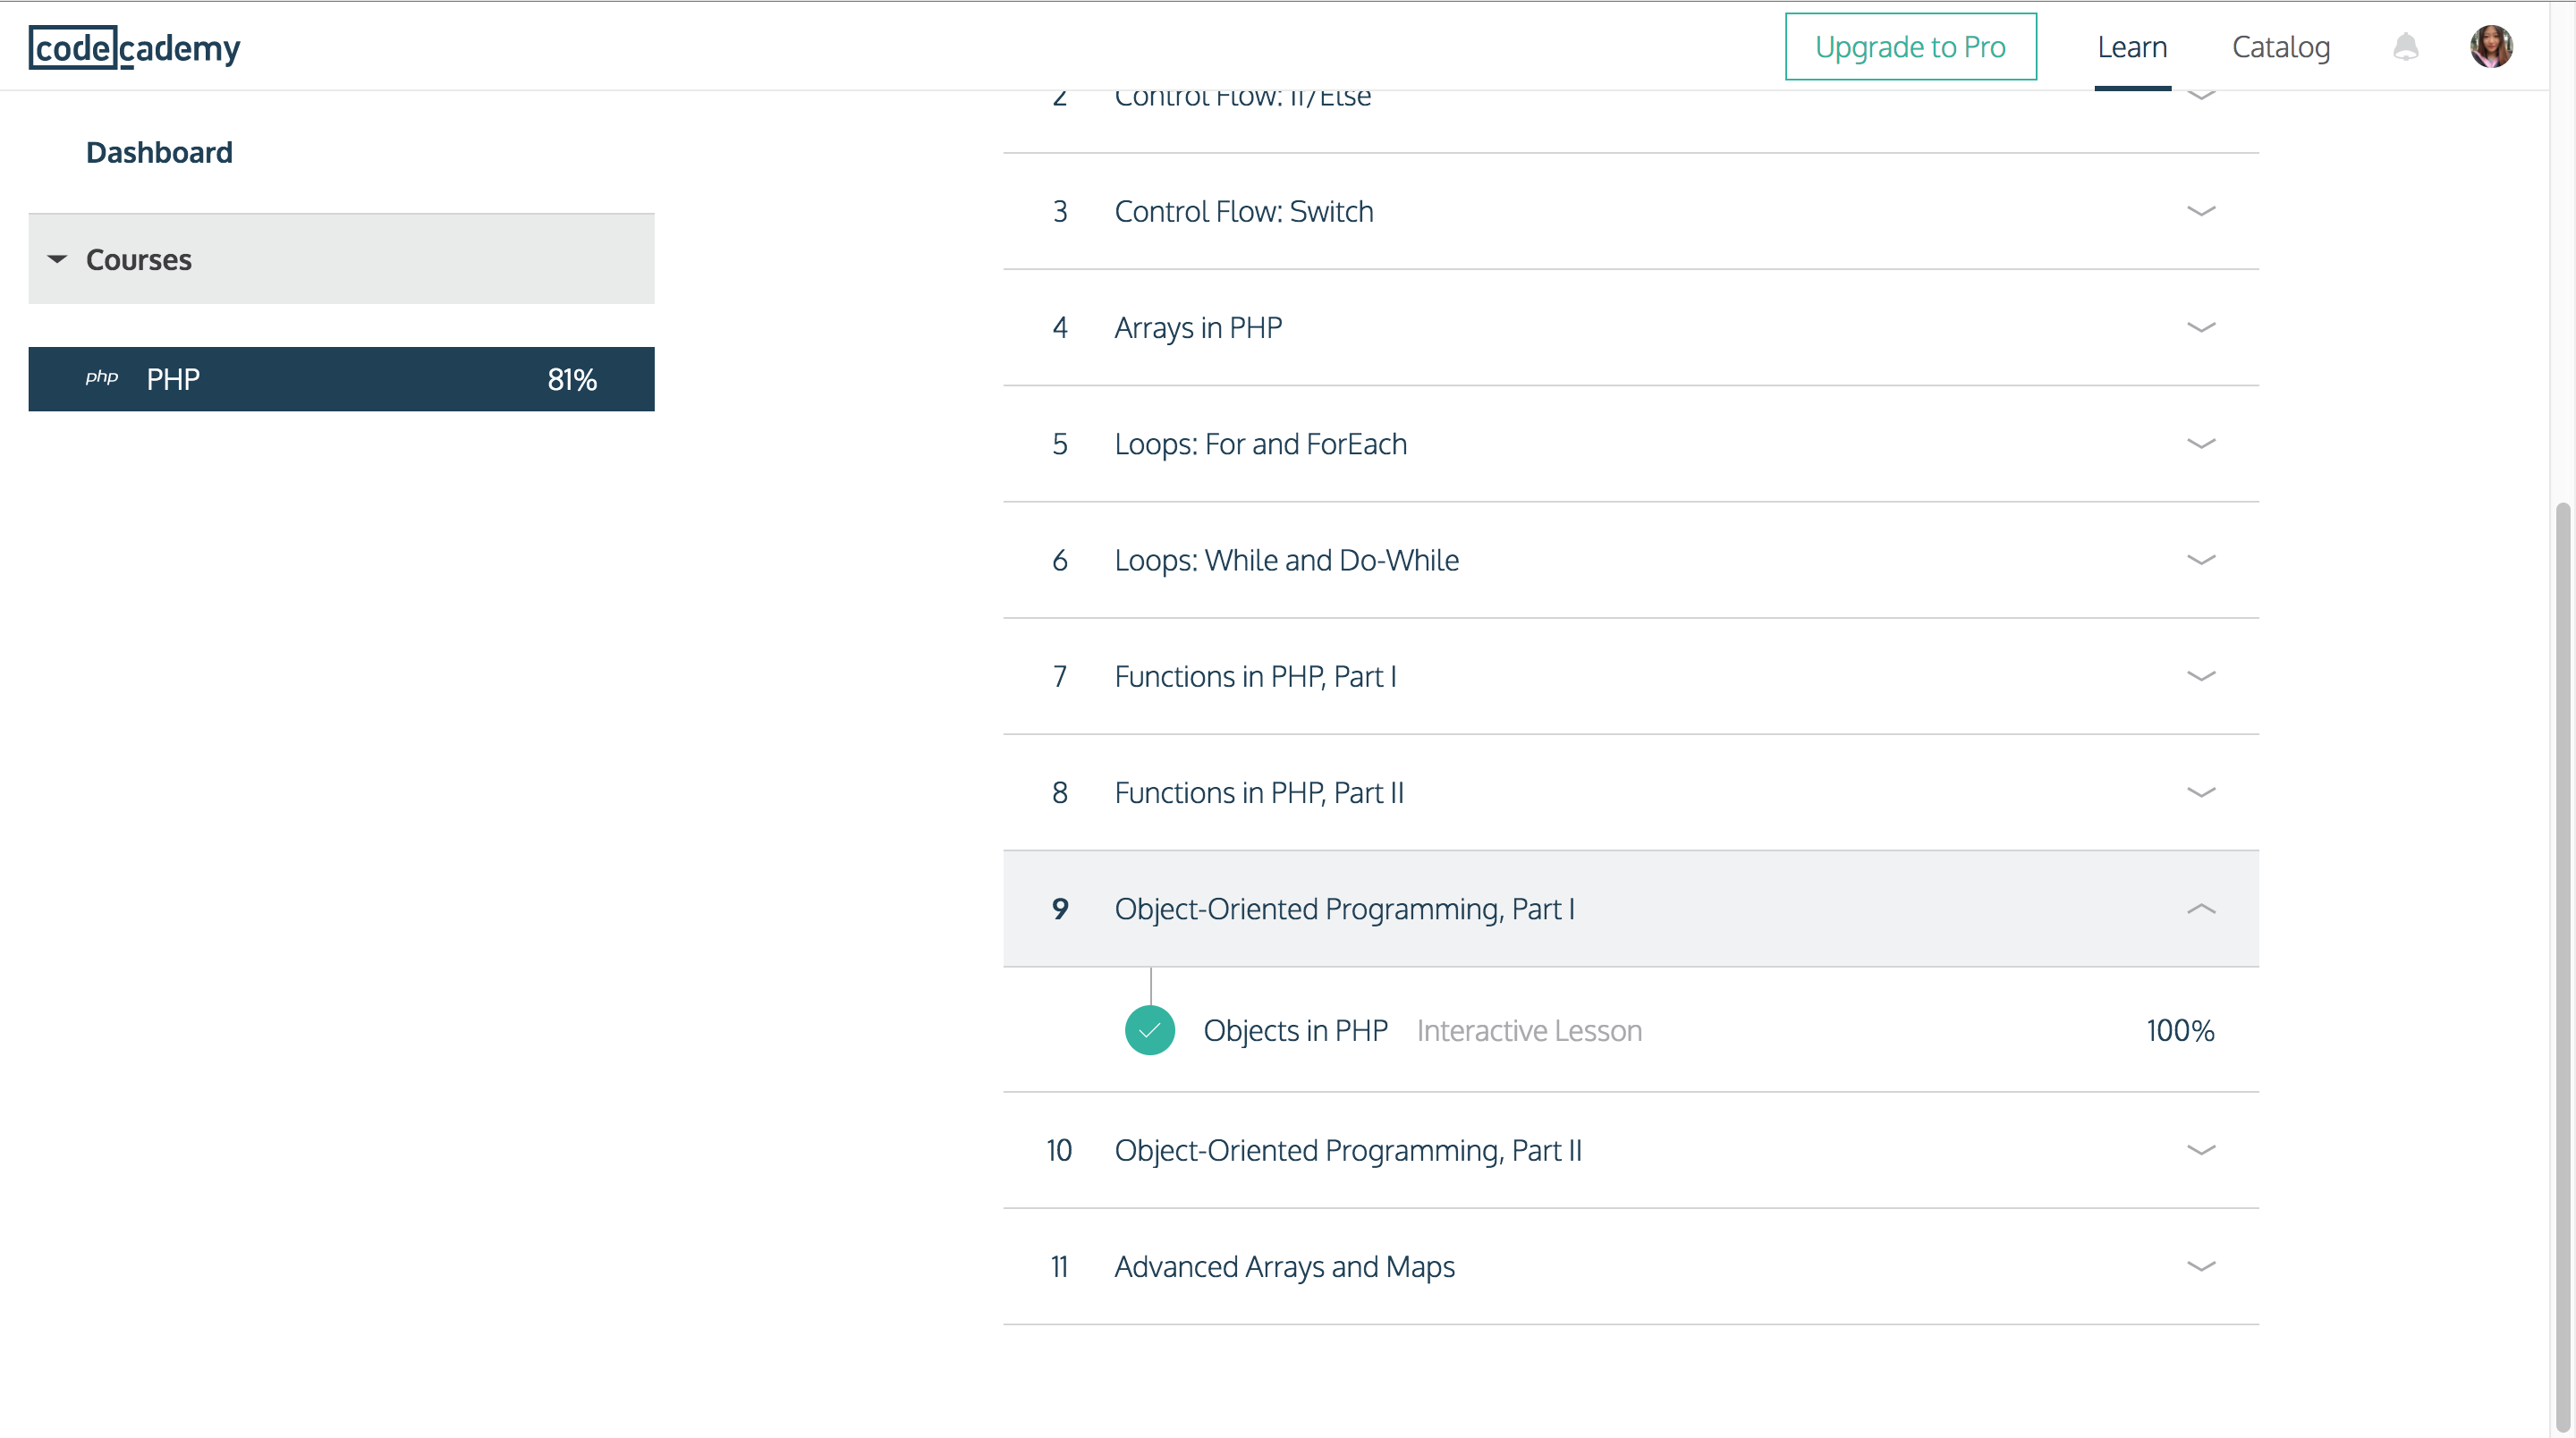 codecademy
Upgrade to Pro
Learn
Catalog
Dashboard
Courses
php PHP 81%
2 Control Flow: If/Else
3 Control Flow: Switch
4 Arrays in PHP
5 Loops: For and ForEach
6 Loops: While and Do-While
7 Functions in PHP, Part I
8 Functions in PHP, Part II
9 Object-Oriented Programming, Part I
Objects in PHP Interactive Lesson 100%
10 Object-Oriented Programming, Part II
11 Advanced Arrays and Maps